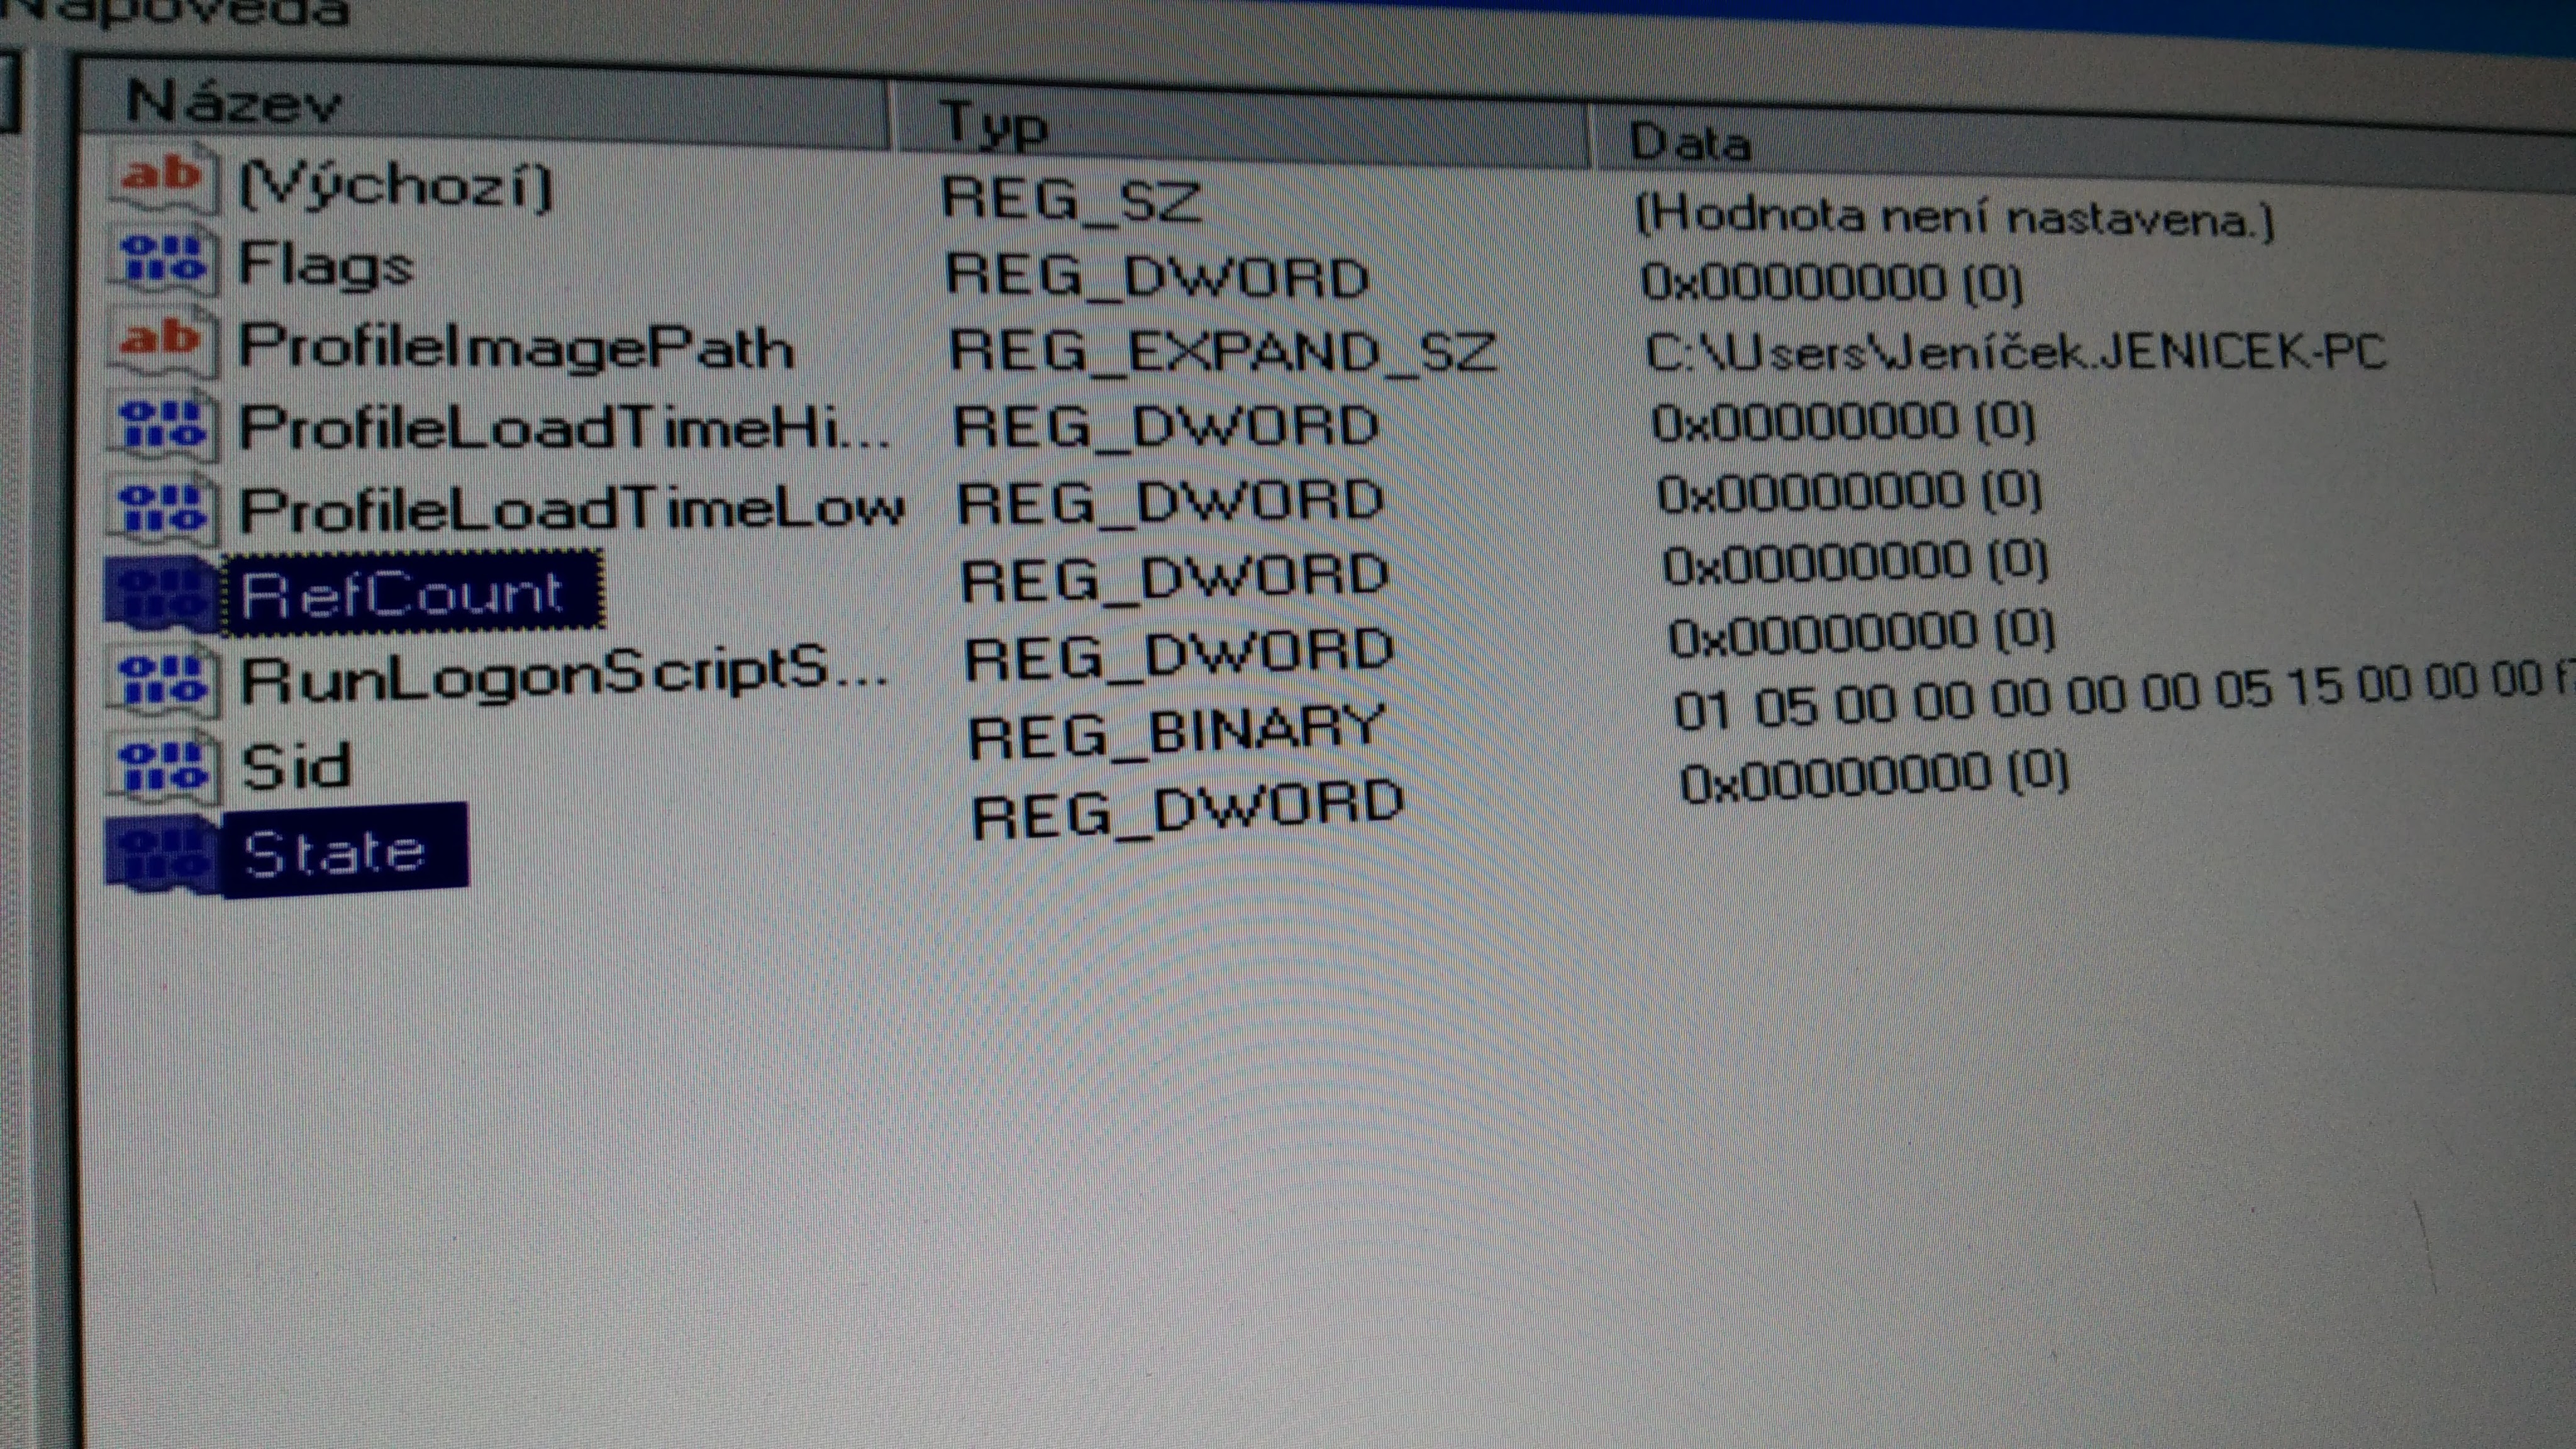 Nápověda
Název Typ Data
(Výchozí) REG_SZ (Hodnota není nastavena.)
Flags REG_DWORD 0x00000000 (0)
ProfileImagePath REG_EXPAND_SZ C:\Users\Jeníček.JENICEK-PC
ProfileLoadTimeHi... REG_DWORD 0x00000000 (0)
ProfileLoadTimeLow REG_DWORD 0x00000000 (0)
RefCount REG_DWORD 0x00000000 (0)
RunLogonScriptS... REG_DWORD 0x00000000 (0)
Sid REG_BINARY 01 05 00 00 00 00 00 05 15 00 00 00
State REG_DWORD 0x00000000 (0)